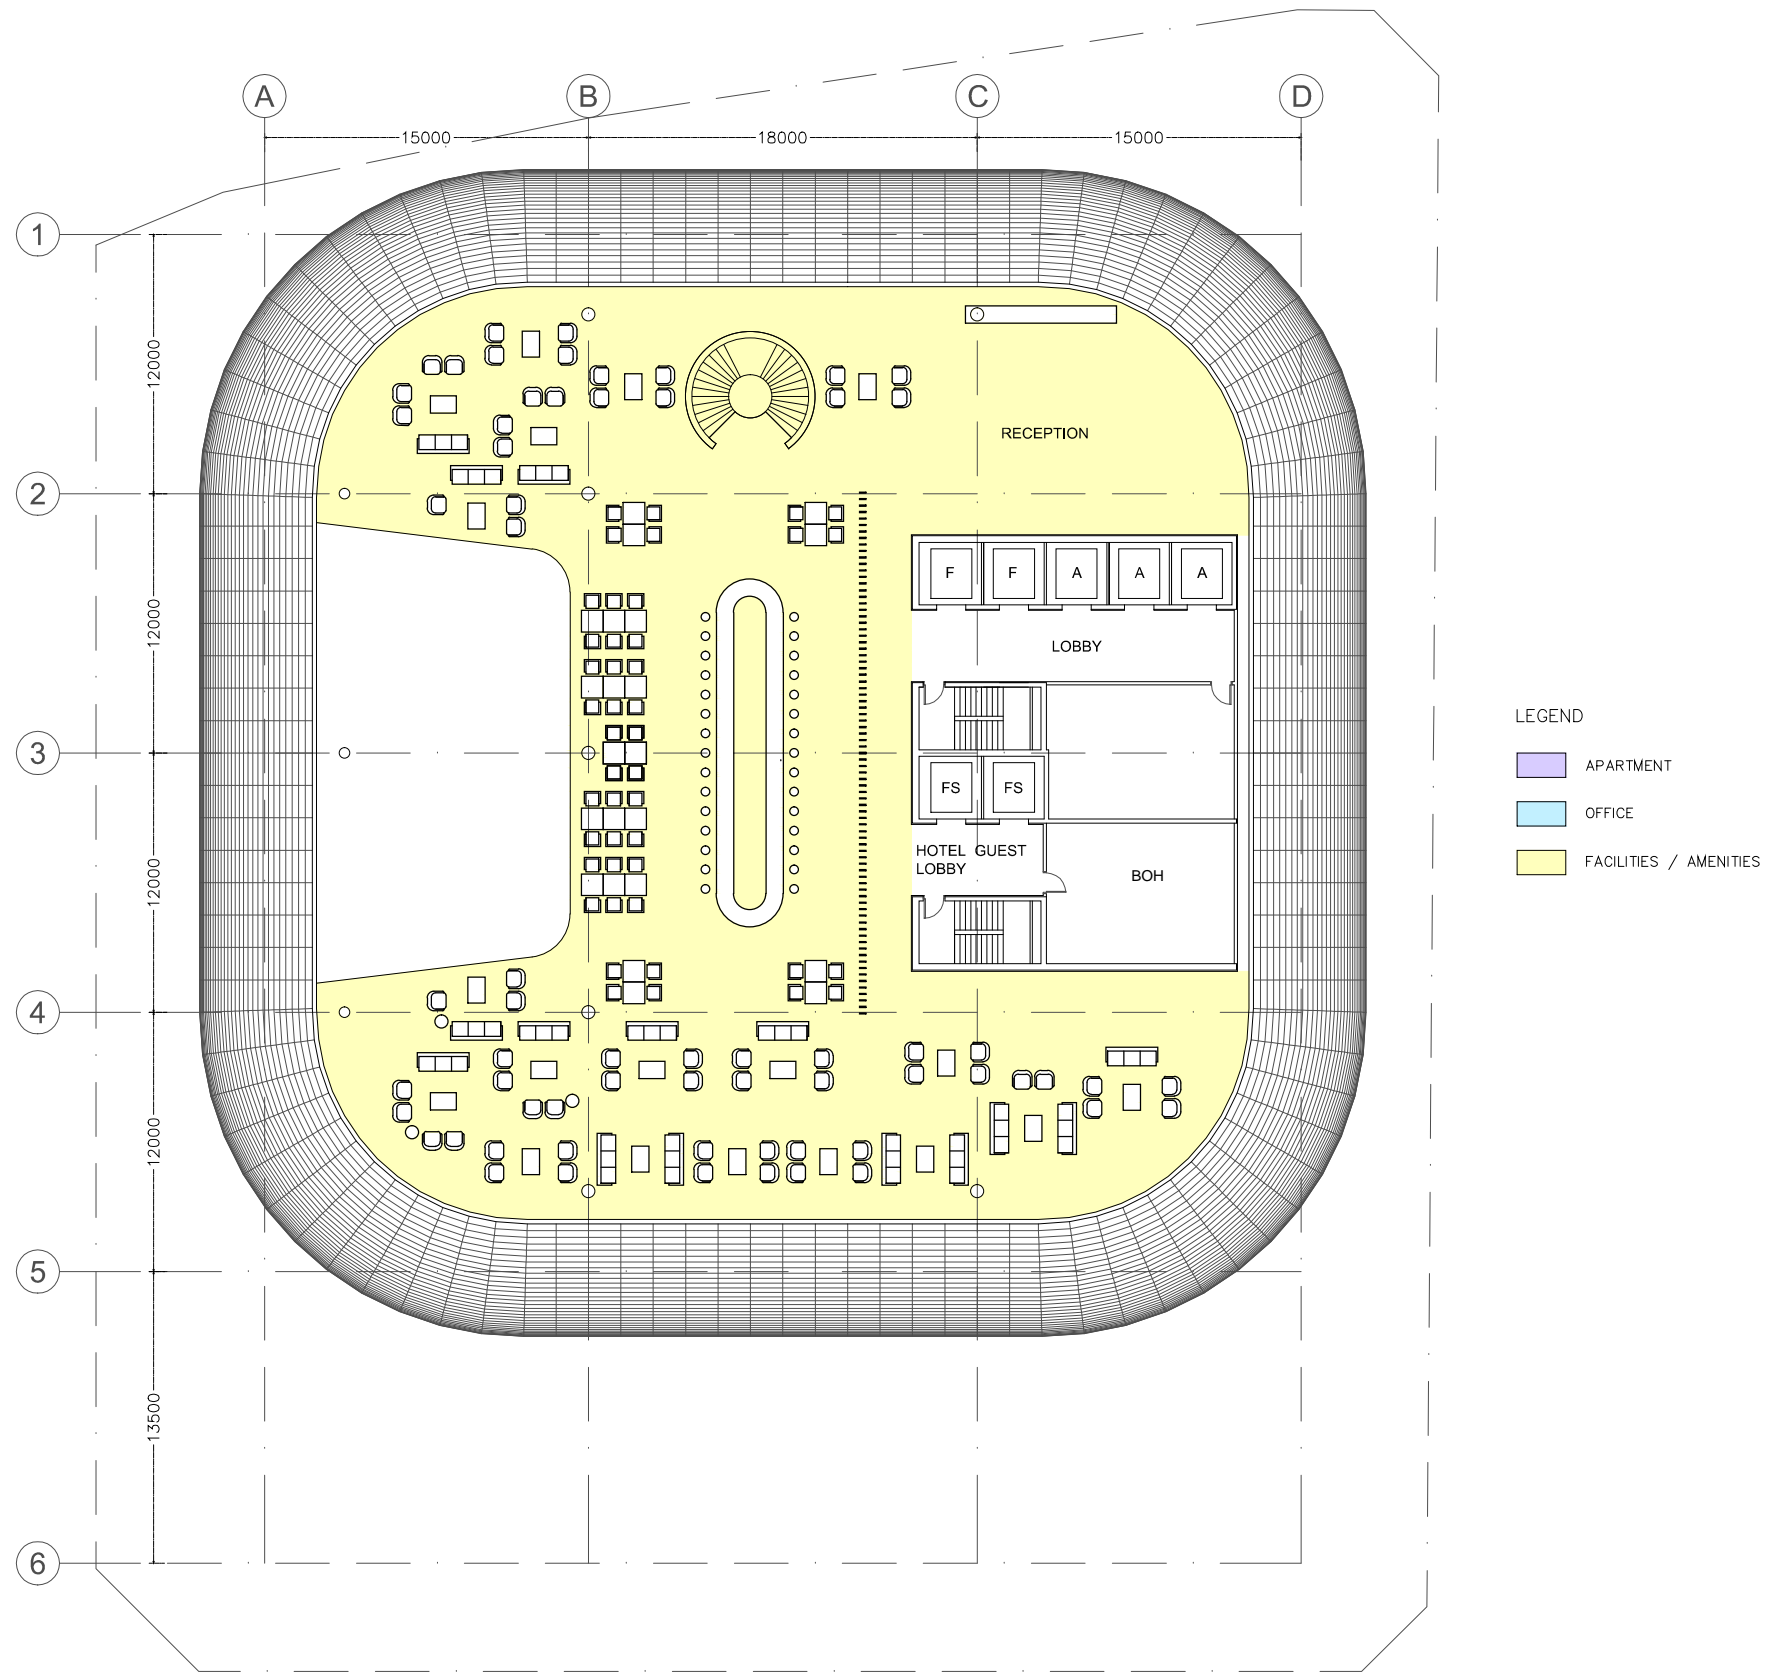 A
B
C
D
15000
18000
15000
1
12000
RECEPTION
2
F
F
A
A
A
12000
LOBBY
LEGEND
3
APARTMENT
FS
FS
OFFICE
HOTEL GUEST
LOBBY
BOH
FACILITIES / AMENITIES
12000
4
12000
5
13500
6